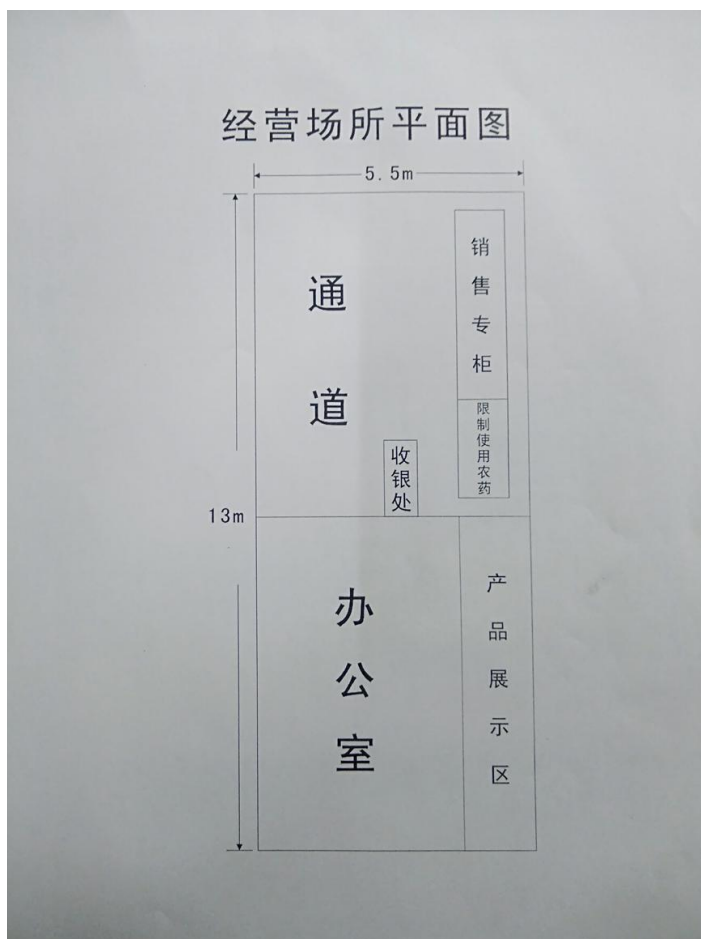 经营场所平面图
5.5m
通道
销售专柜
限制使用农药
收银处
13m
办公室
产品展示区